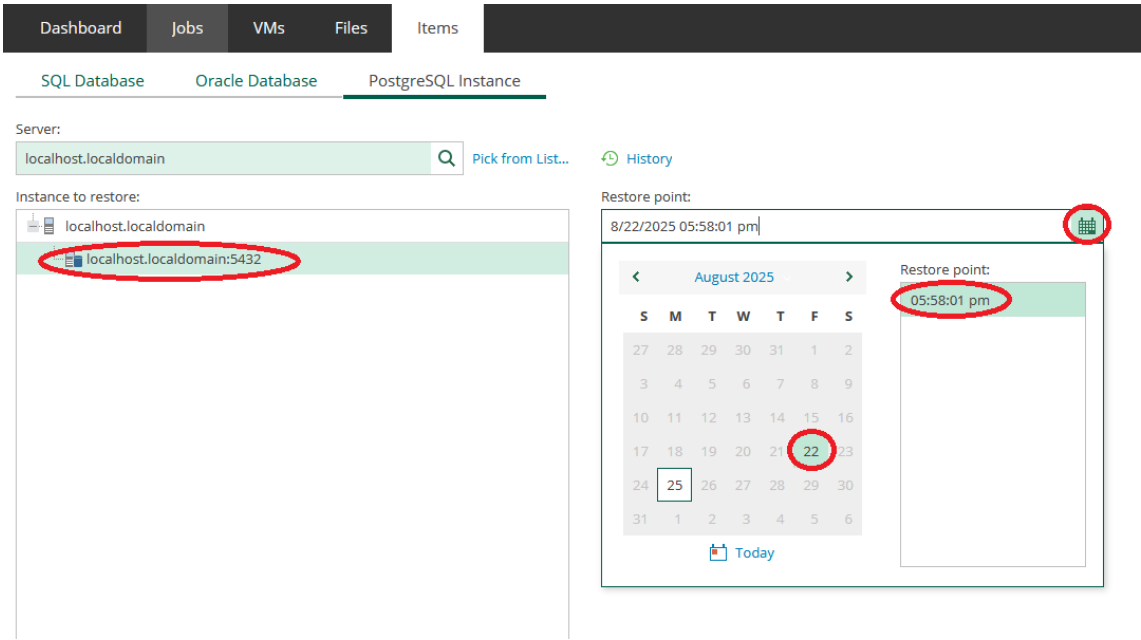 Dashboard Jobs VMs Files Items
SQL Database Oracle Database PostgreSQL Instance
Server:
localhost.localdomain Pick from List... History
Instance to restore: Restore point:
localhost.localdomain 8/22/2025 05:58:01 pm
localhost.localdomain:5432
August 2025 Restore point:
05:58:01 pm
S M T W T F S
27 28 29 30 31 1 2
3 4 5 6 7 8 9
10 11 12 13 14 15 16
17 18 19 20 21 22 23
24 25 26 27 28 29 30
31 1 2 3 4 5 6
Today